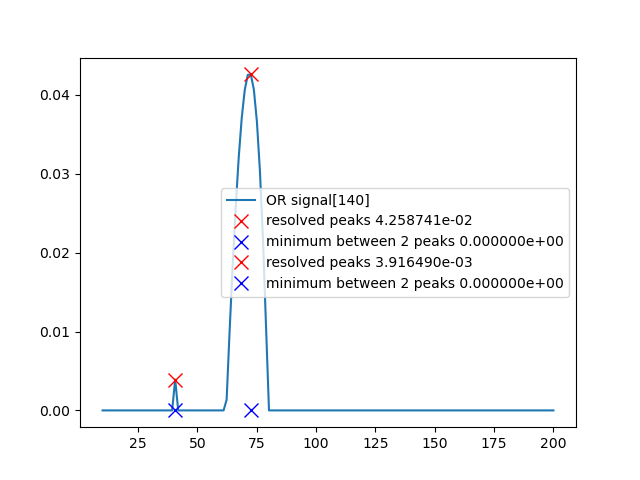 0.04
0.03
0.02
0.01
0.00
OR signal[140]
resolved peaks 4.258741e-02
minimum between 2 peaks 0.000000e+00
resolved peaks 3.916490e-03
minimum between 2 peaks 0.000000e+00
25 50 75 100 125 150 175 200